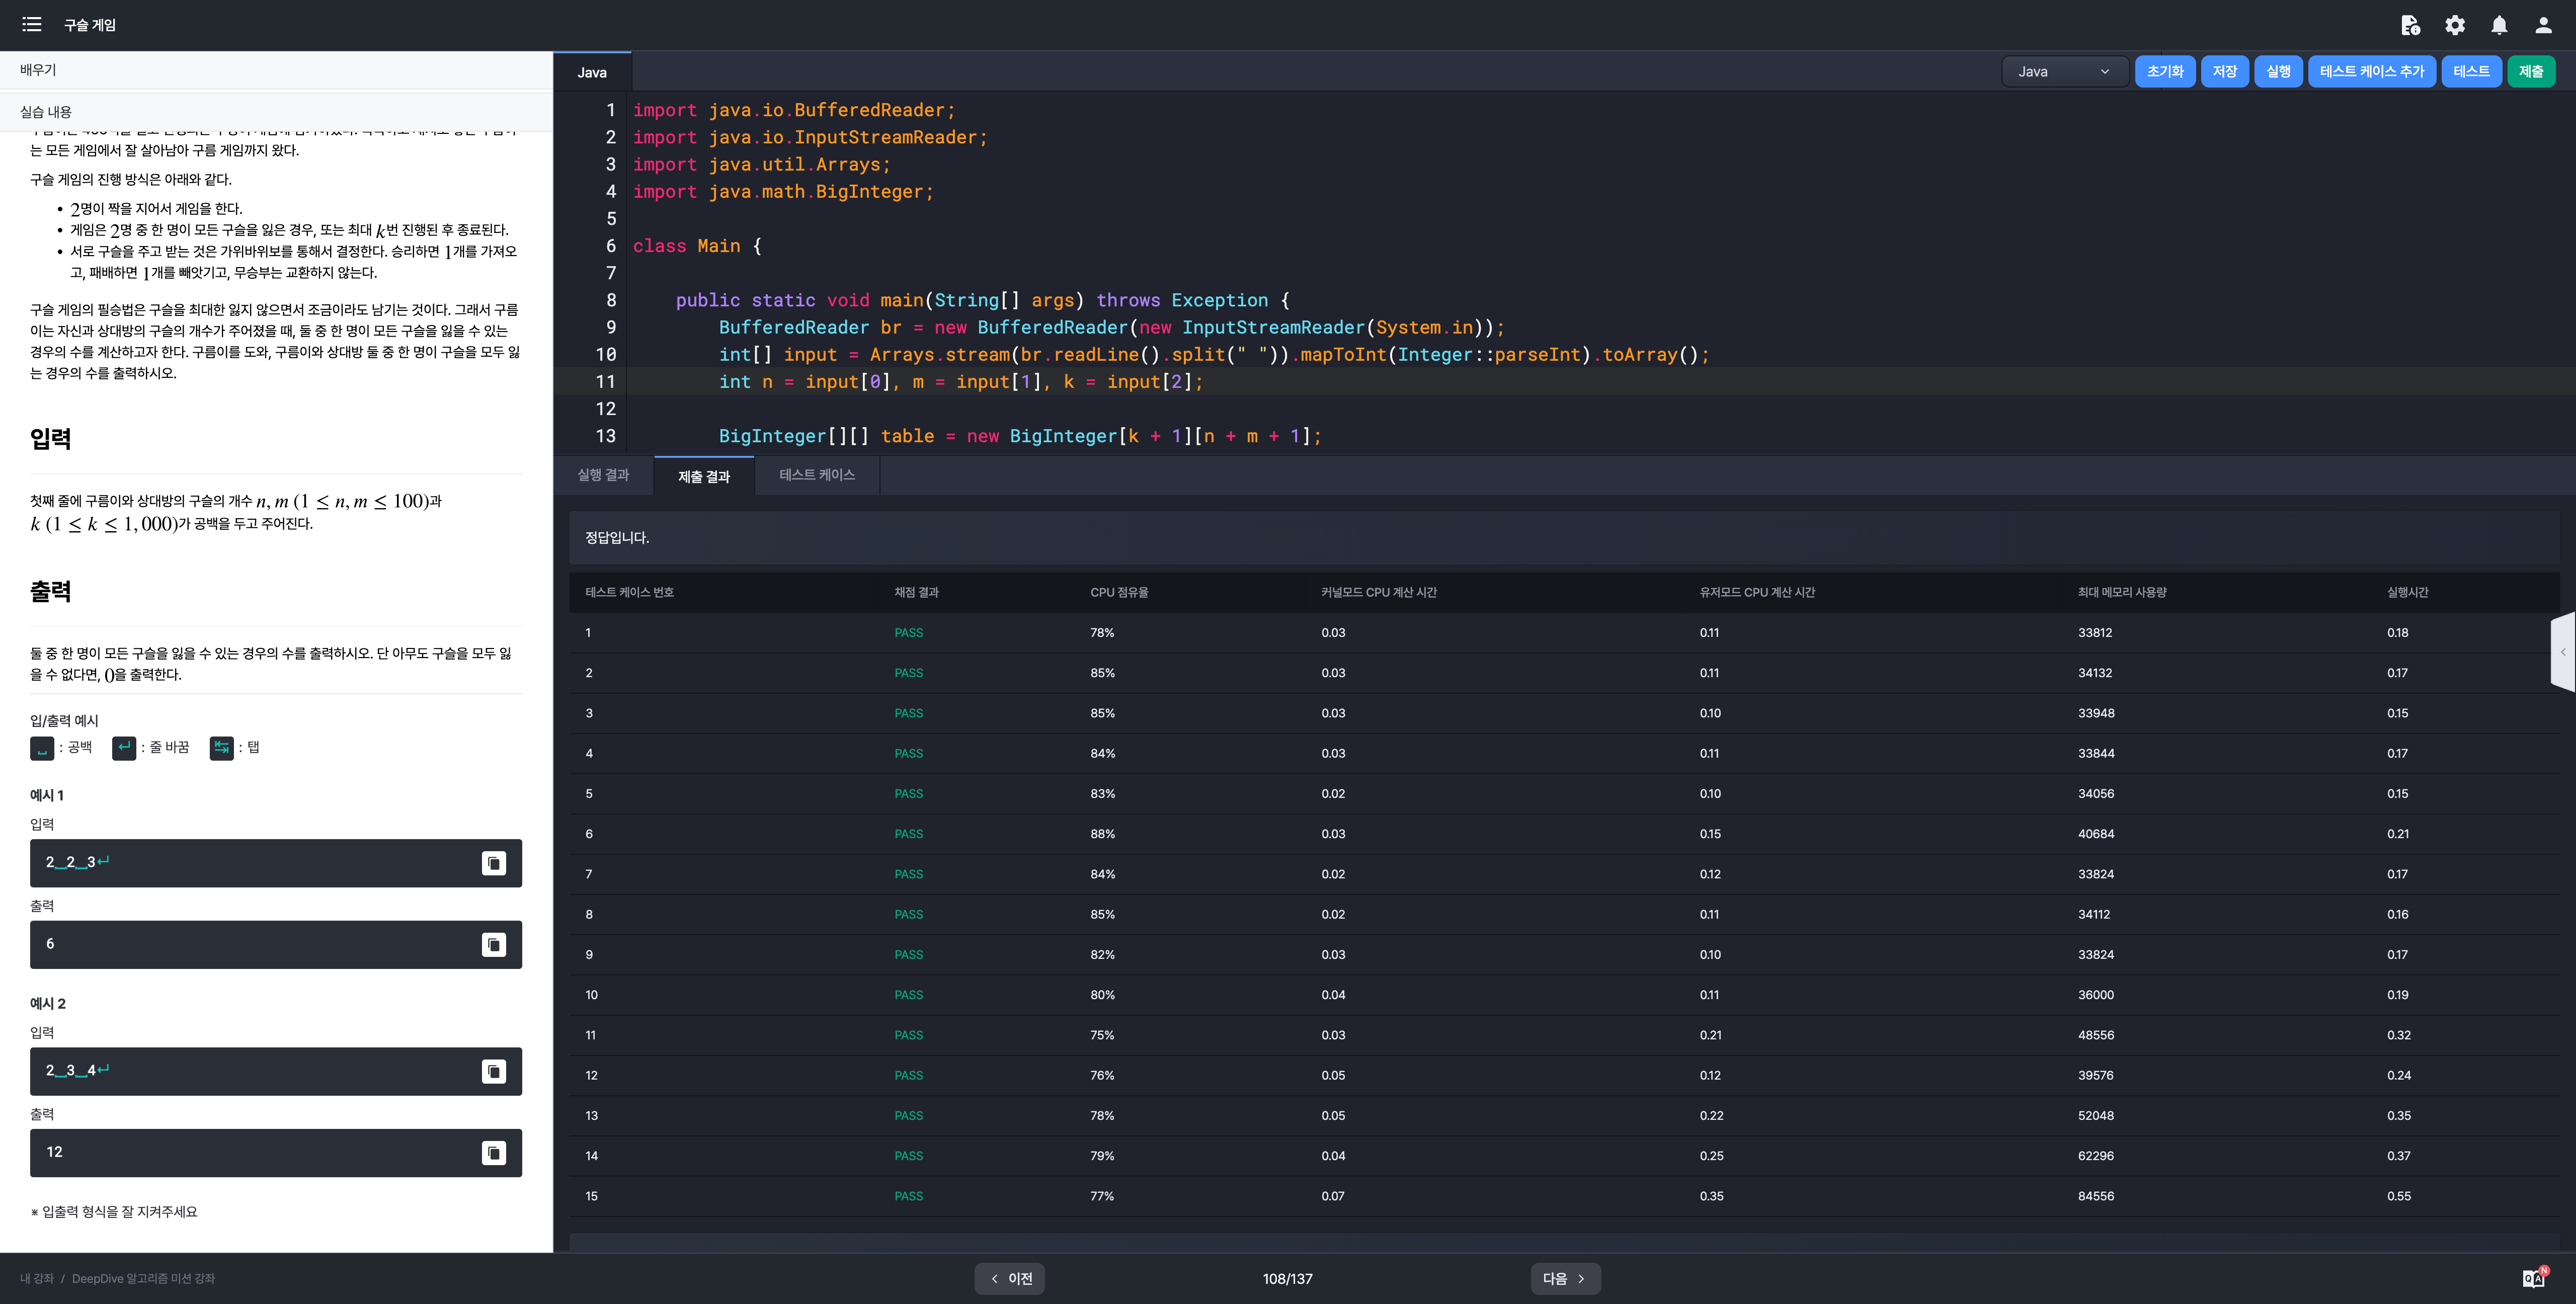 구슬 게임
배우기
실습 내용
는 모든 게임에서 잘 살아남아 구름 게임까지 왔다.
구슬 게임의 진행 방식은 아래와 같다.
• 2명이 짝을 지어서 게임을 한다.
• 게임은 2명 중 한 명이 모든 구슬을 잃은 경우, 또는 최대 k번 진행된 후 종료된다.
• 서로 구슬을 주고 받는 것은 가위바위보를 통해서 결정한다. 승리하면 1개를 가져오
고, 패배하면 1개를 빼앗기고, 무승부는 교환하지 않는다.
구슬 게임의 필승법은 구슬을 최대한 잃지 않으면서 조금이라도 남기는 것이다. 그래서 구름
이는 자신과 상대방의 구슬의 개수가 주어졌을 때, 둘 중 한 명이 모든 구슬을 잃을 수 있는
경우의 수를 계산하고자 한다. 구름이를 도와, 구름이와 상대방 둘 중 한 명이 구슬을 모두 잃
는 경우의 수를 출력하시오.
입력
첫째 줄에 구름이와 상대방의 구슬의 개수 n, m (1 ≤ n, m ≤ 100)과
k (1 ≤ k ≤ 1, 000)가 공백을 두고 주어진다.
출력
둘 중 한 명이 모든 구슬을 잃을 수 있는 경우의 수를 출력하시오. 단 아무도 구슬을 모두 잃
을 수 없다면, 0을 출력한다.
입/출력 예시
␣ : 공백 ↵ : 줄 바꿈 ↹ : 탭
예시 1
입력
2␣2␣3↵
출력
6
예시 2
입력
2␣3␣4↵
출력
12
※ 입출력 형식을 잘 지켜주세요
Java
Java 초기화 저장 실행 테스트 케이스 추가 테스트 제출
1 import java.io.BufferedReader;
2 import java.io.InputStreamReader;
3 import java.util.Arrays;
4 import java.math.BigInteger;
5
6 class Main {
7
8 public static void main(String[] args) throws Exception {
9 BufferedReader br = new BufferedReader(new InputStreamReader(System.in));
10 int[] input = Arrays.stream(br.readLine().split(" ")).mapToInt(Integer::parseInt).toArray();
11 int n = input[0], m = input[1], k = input[2];
12
13 BigInteger[][] table = new BigInteger[k + 1][n + m + 1];
실행 결과 제출 결과 테스트 케이스
정답입니다.
테스트 케이스 번호 채점 결과 CPU 점유율 커널모드 CPU 계산 시간 유저모드 CPU 계산 시간 최대 메모리 사용량 실행시간
1 PASS 78% 0.03 0.11 33812 0.18
2 PASS 85% 0.03 0.11 34132 0.17
3 PASS 85% 0.03 0.10 33948 0.15
4 PASS 84% 0.03 0.11 33844 0.17
5 PASS 83% 0.02 0.10 34056 0.15
6 PASS 88% 0.03 0.15 40684 0.21
7 PASS 84% 0.02 0.12 33824 0.17
8 PASS 85% 0.02 0.11 34112 0.16
9 PASS 82% 0.03 0.10 33824 0.17
10 PASS 80% 0.04 0.11 36000 0.19
11 PASS 75% 0.03 0.21 48556 0.32
12 PASS 76% 0.05 0.12 39576 0.24
13 PASS 78% 0.05 0.22 52048 0.35
14 PASS 79% 0.04 0.25 62296 0.37
15 PASS 77% 0.07 0.35 84556 0.55
내 강좌 / DeepDive 알고리즘 미션 강좌
< 이전 108/137 다음 >
Q A N